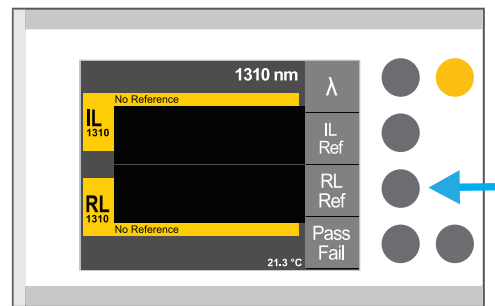 1310 nm
λ
No Reference
IL
1310
IL
Ref
RL
1310
RL
Ref
No Reference
Pass
Fail
21.3 °C